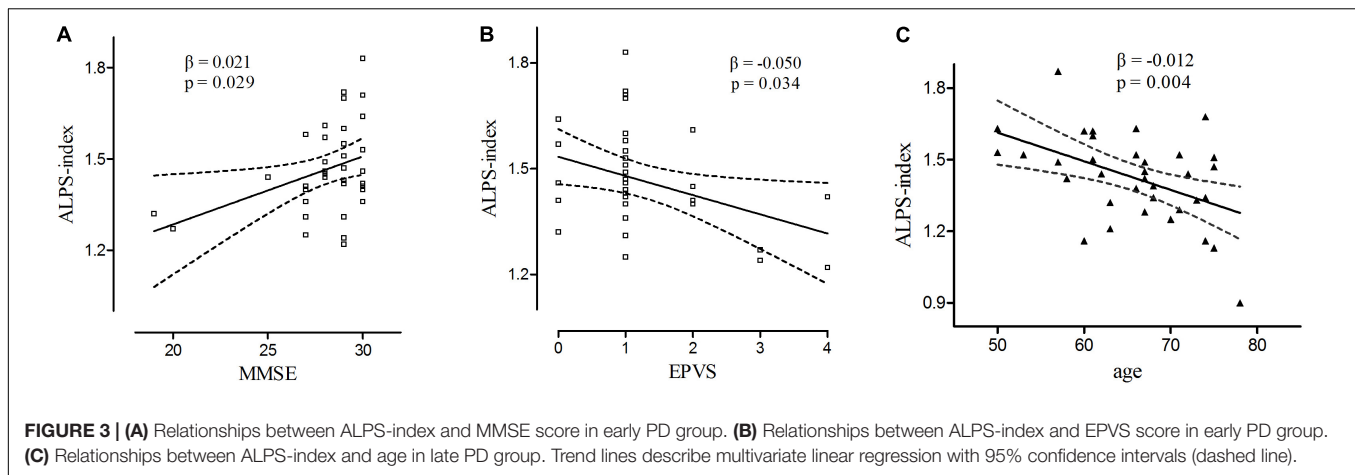 A
β = 0.021
p = 0.029
1.8
1.5
1.2
ALPS-index
20
25
30
MMSE
B
β = -0.050
p = 0.034
1.8
1.5
1.2
ALPS-index
0
1
2
3
4
EPVS
C
β = -0.012
p = 0.004
1.8
1.5
1.2
0.9
ALPS-index
50
60
70
80
age
FIGURE 3 | (A) Relationships between ALPS-index and MMSE score in early PD group. (B) Relationships between ALPS-index and EPVS score in early PD group.
(C) Relationships between ALPS-index and age in late PD group. Trend lines describe multivariate linear regression with 95% confidence intervals (dashed line).